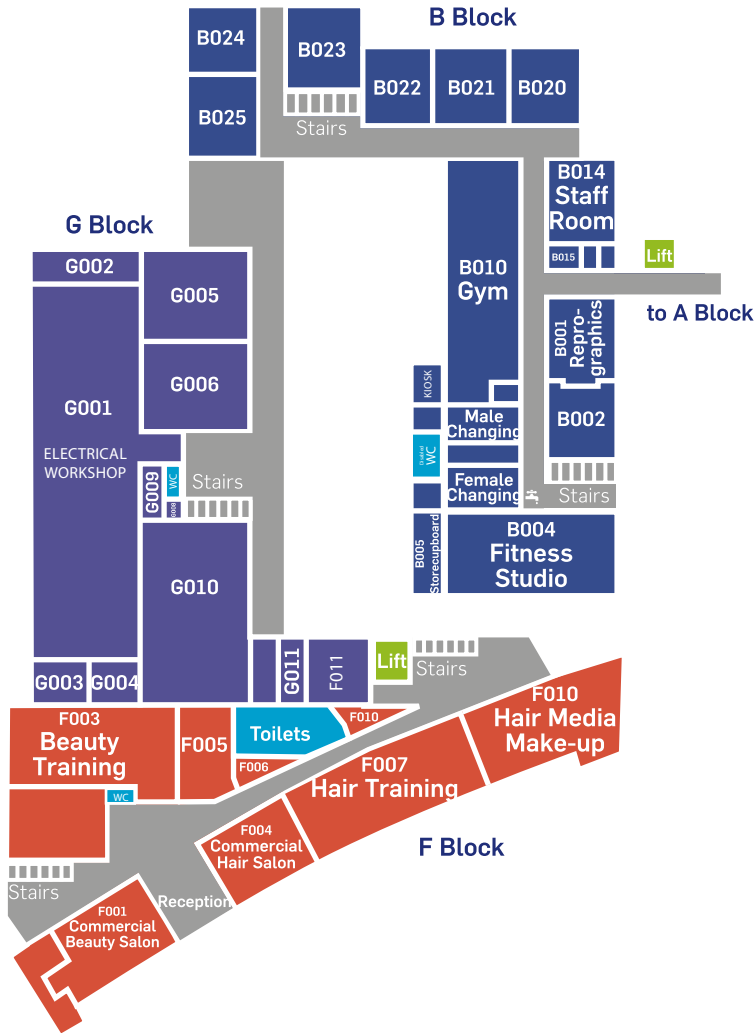 B Block
B024
B023
B022
B021
B020
B025
Stairs
B014
Staff
Room
G Block
B015
Lift
G002
G005
B010
Gym
to A Block
B001
Repro-
graphics
G006
KIOSK
G001
B002
Male
Changing
ELECTRICAL
WORKSHOP
WC
G009
WC
Stairs
Female
Changing
Stairs
G008
B005
Storecupboard
B004
Fitness
Studio
G010
G003
G004
G011
F011
Lift
Stairs
F003
Beauty
Training
F005
Toilets
F010
F010
Hair Media
Make-up
F006
F007
Hair Training
WC
F004
Commercial
Hair Salon
F Block
Stairs
Reception
F001
Commercial
Beauty Salon